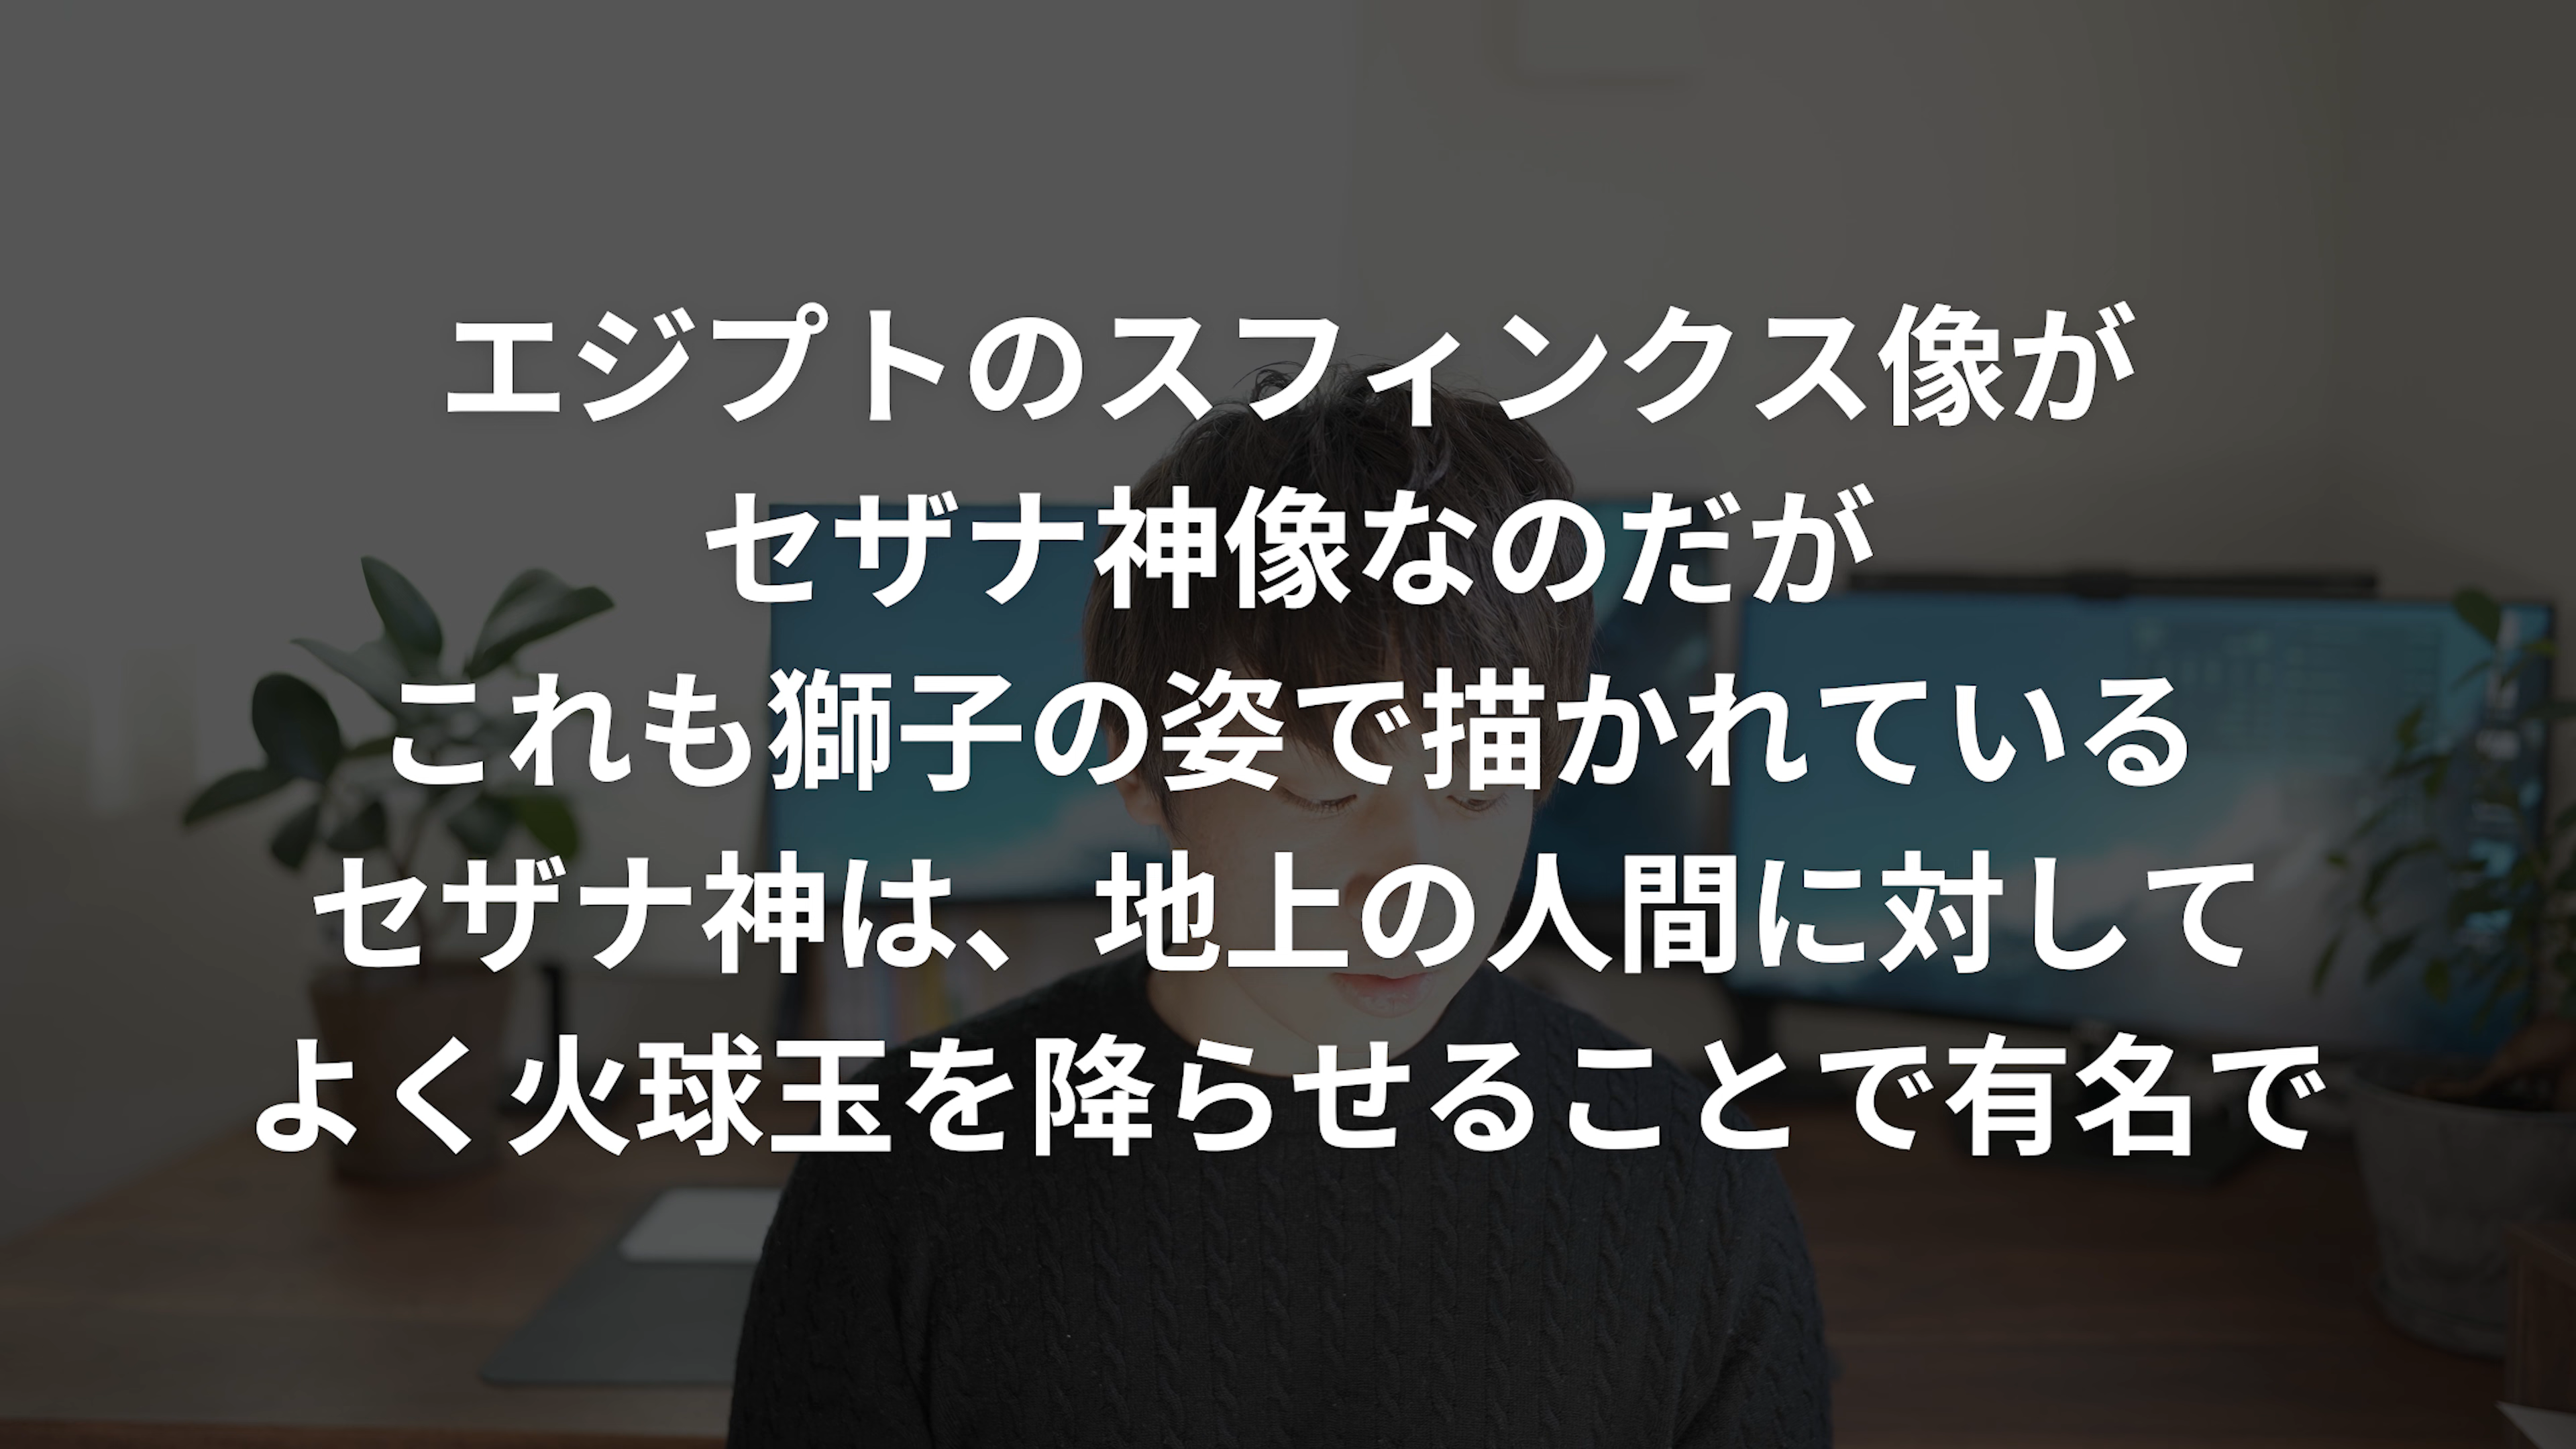 エジプトのスフィンクス像が
セザナ神像なのだが
これも獅子の姿で描かれている
セザナ神は、地上の人間に対して
よく火球玉を降らせることで有名で